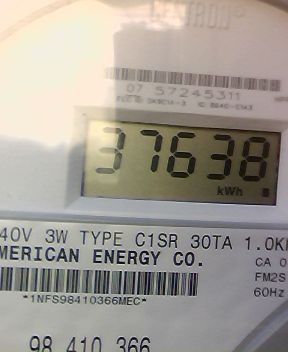 07 57245311
37638
kWh
40V 3W TYPE C1SR 30TA 1.0K
MERICAN ENERGY CO.
CA 0
FM2S
60Hz
*1NFS98410366MEC*
98 410 366